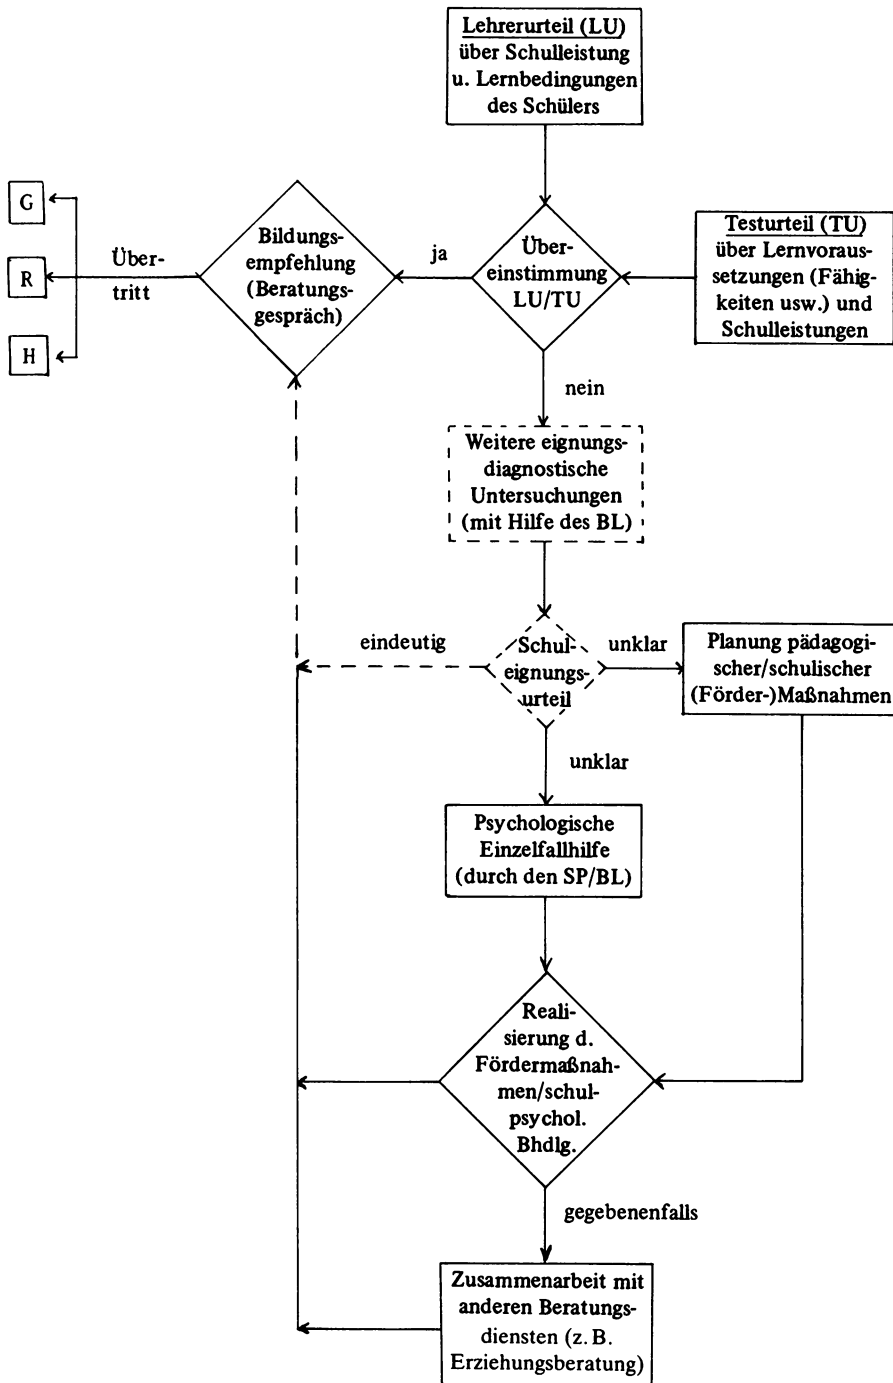 Lehrerurteil (LU)
über Schulleistung
u. Lernbedingungen
des Schülers
G
R
H
Über-
tritt
Bildungs-
empfehlung
(Beratungs-
gespräch)
ja
Über-
einstimmung
LU/TU
Testurteil (TU)
über Lernvoraus-
setzungen (Fähig-
keiten usw.) und
Schulleistungen
nein
Weitere eignungs-
diagnostische
Untersuchungen
(mit Hilfe des BL)
eindeutig
Schul-
eignungs-
urteil
unklar
Planung pädagogi-
scher/schulischer
(Förder-)Maßnahmen
unklar
Psychologische
Einzelfallhilfe
(durch den SP/BL)
Reali-
sierung d.
Fördermaßnah-
men/schul-
psychol.
Bhdlg.
gegebenenfalls
Zusammenarbeit mit
anderen Beratungs-
diensten (z. B.
Erziehungsberatung)